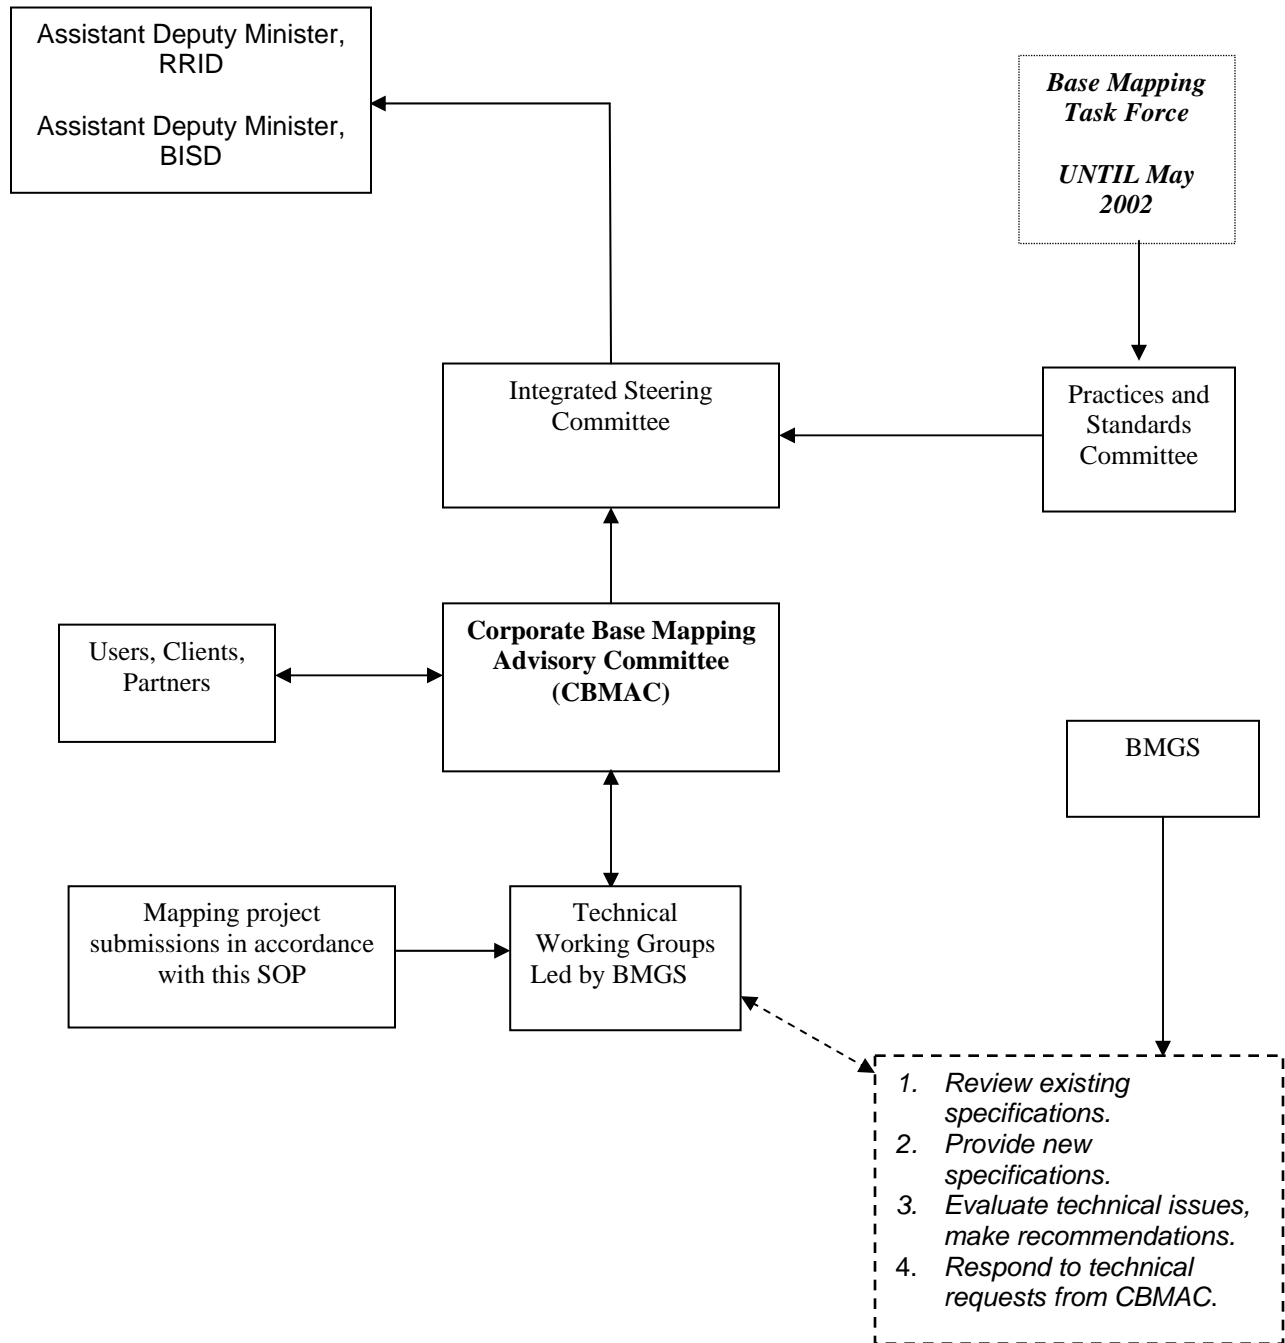 Assistant Deputy Minister,
RRID
Assistant Deputy Minister,
BISD
Base Mapping
Task Force
UNTIL May
2002
Integrated Steering
Committee
Practices and
Standards
Committee
Users, Clients,
Partners
Corporate Base Mapping
Advisory Committee
(CBMAC)
BMGS
Mapping project
submissions in accordance
with this SOP
Technical
Working Groups
Led by BMGS
1. Review existing
specifications.
2. Provide new
specifications.
3. Evaluate technical issues,
make recommendations.
4. Respond to technical
requests from CBMAC.